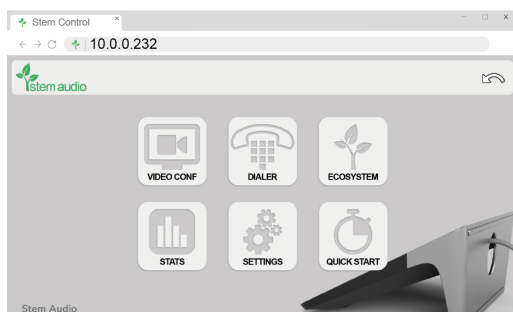 Stem Control
10.0.0.232
stem audio
VIDEO CONF
DIALER
ECOSYSTEM
STATS
SETTINGS
QUICK START
Stem Audio